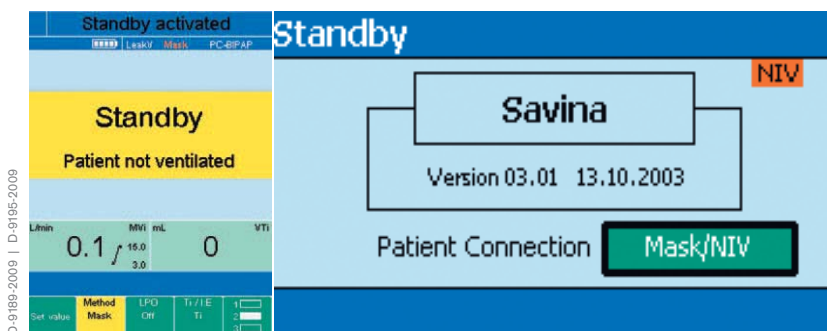 Standby activated
LeakV Mask PC-BIPAP
Standby
Patient not ventilated
L/min MVi mL VTi
0.1 15.0 0
3.0
Set value Method LPO Ti / I:E 1
Mask Off Ti 2
3
Standby
NIV
Savina
Version 03.01 13.10.2003
Patient Connection Mask/NIV
D-9189-2009 | D-9195-2009